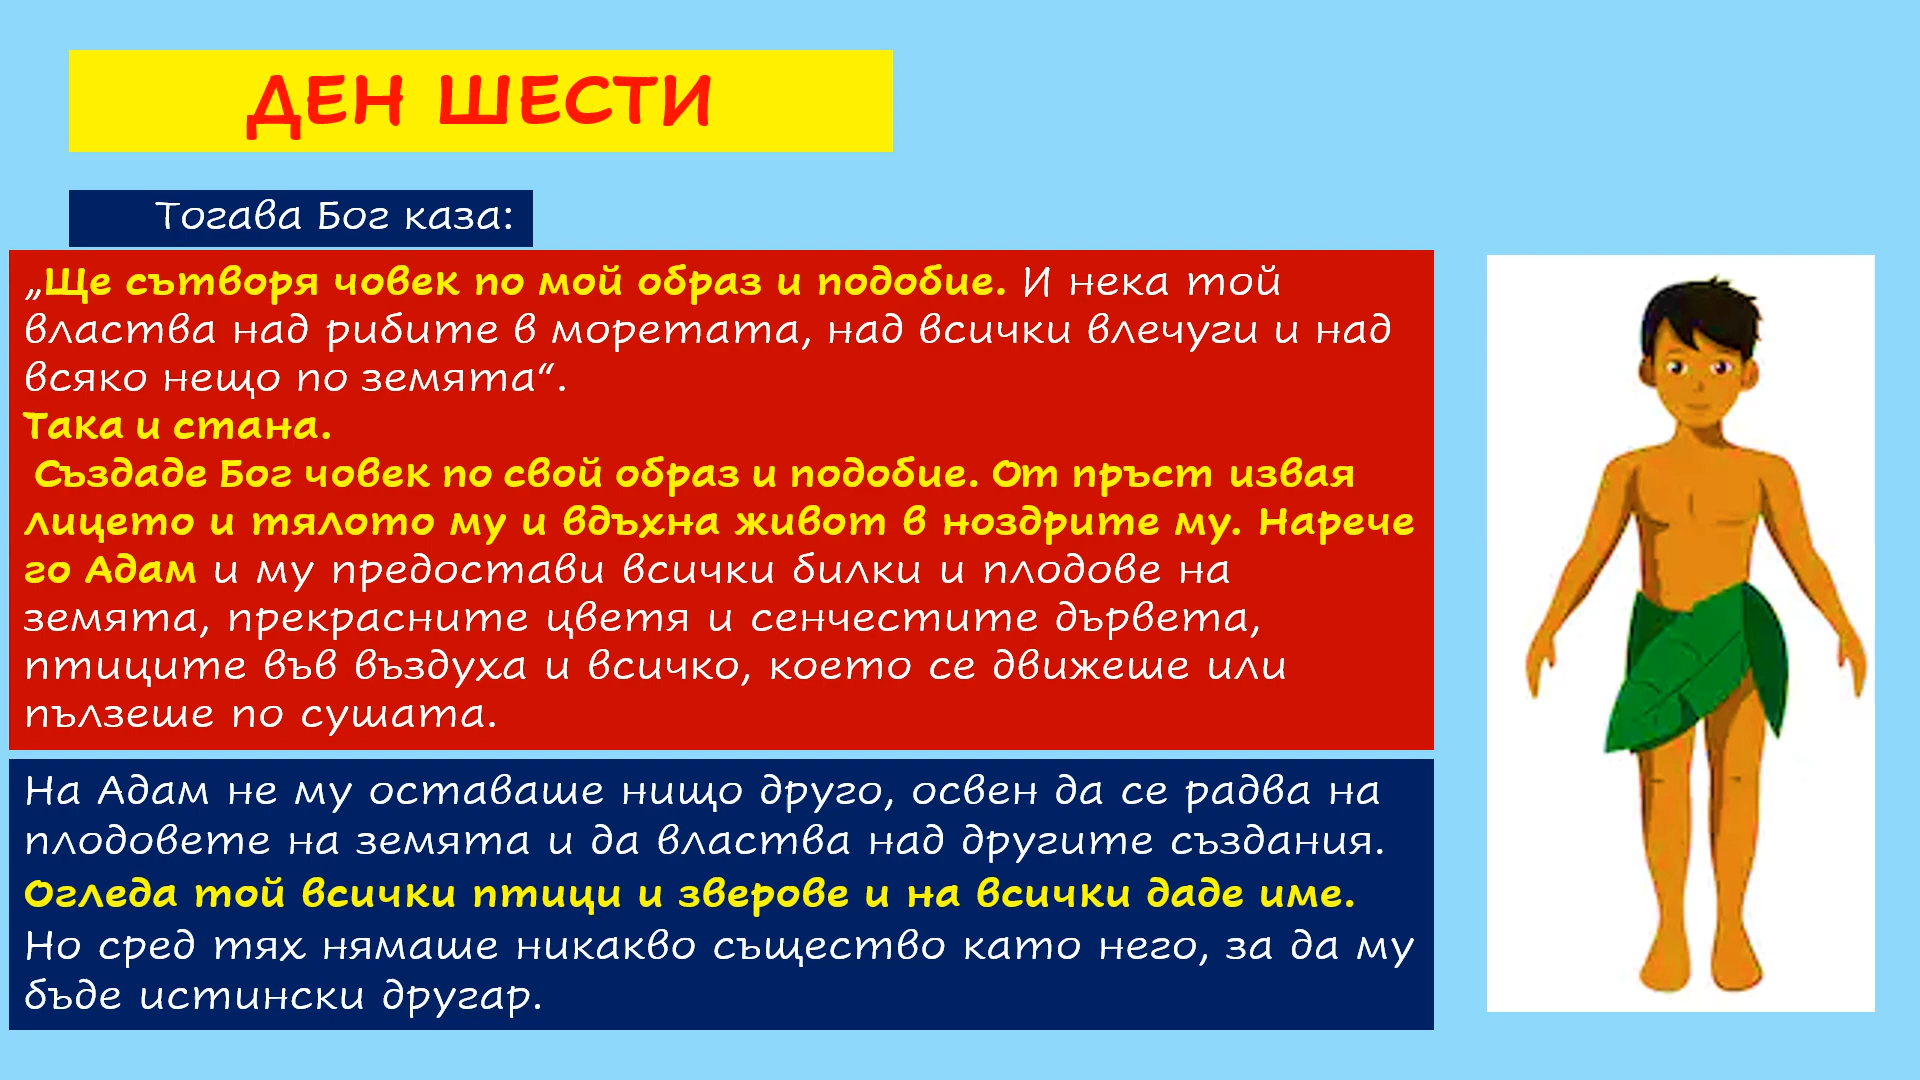 ДЕН ШЕСТИ
Тогава Бог каза:
„Ще сътворя човек по мой образ и подобие. И нека той
властва над рибите в моретата, над всички влечуги и над
всяко нещо по земята“.
Така и стана.
Създаде Бог човек по свой образ и подобие. От пръст извая
лицето и тялото му и вдъхна живот в ноздрите му. Нарече
го Адам и му предостави всички билки и плодове на
земята, прекрасните цветя и сенчестите дървета,
птиците във въздуха и всичко, което се движеше или
пълзеше по сушата.
На Адам не му оставаше нищо друго, освен да се радва на
плодовете на земята и да властва над другите създания.
Огледа той всички птици и зверове и на всички даде име.
Но сред тях нямаше никакво същество като него, за да му
бъде истински другар.